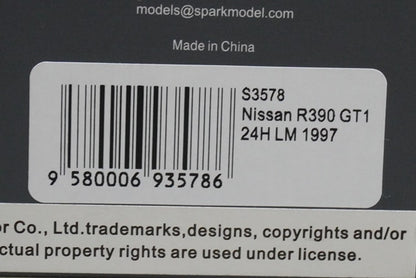 models@sparkmodel.com
Made in China
S3578
Nissan R390 GT1
24H LM 1997
9 580006 935786
Co., Ltd.trademarks,designs, copyrights and/or
property rights are used under license.